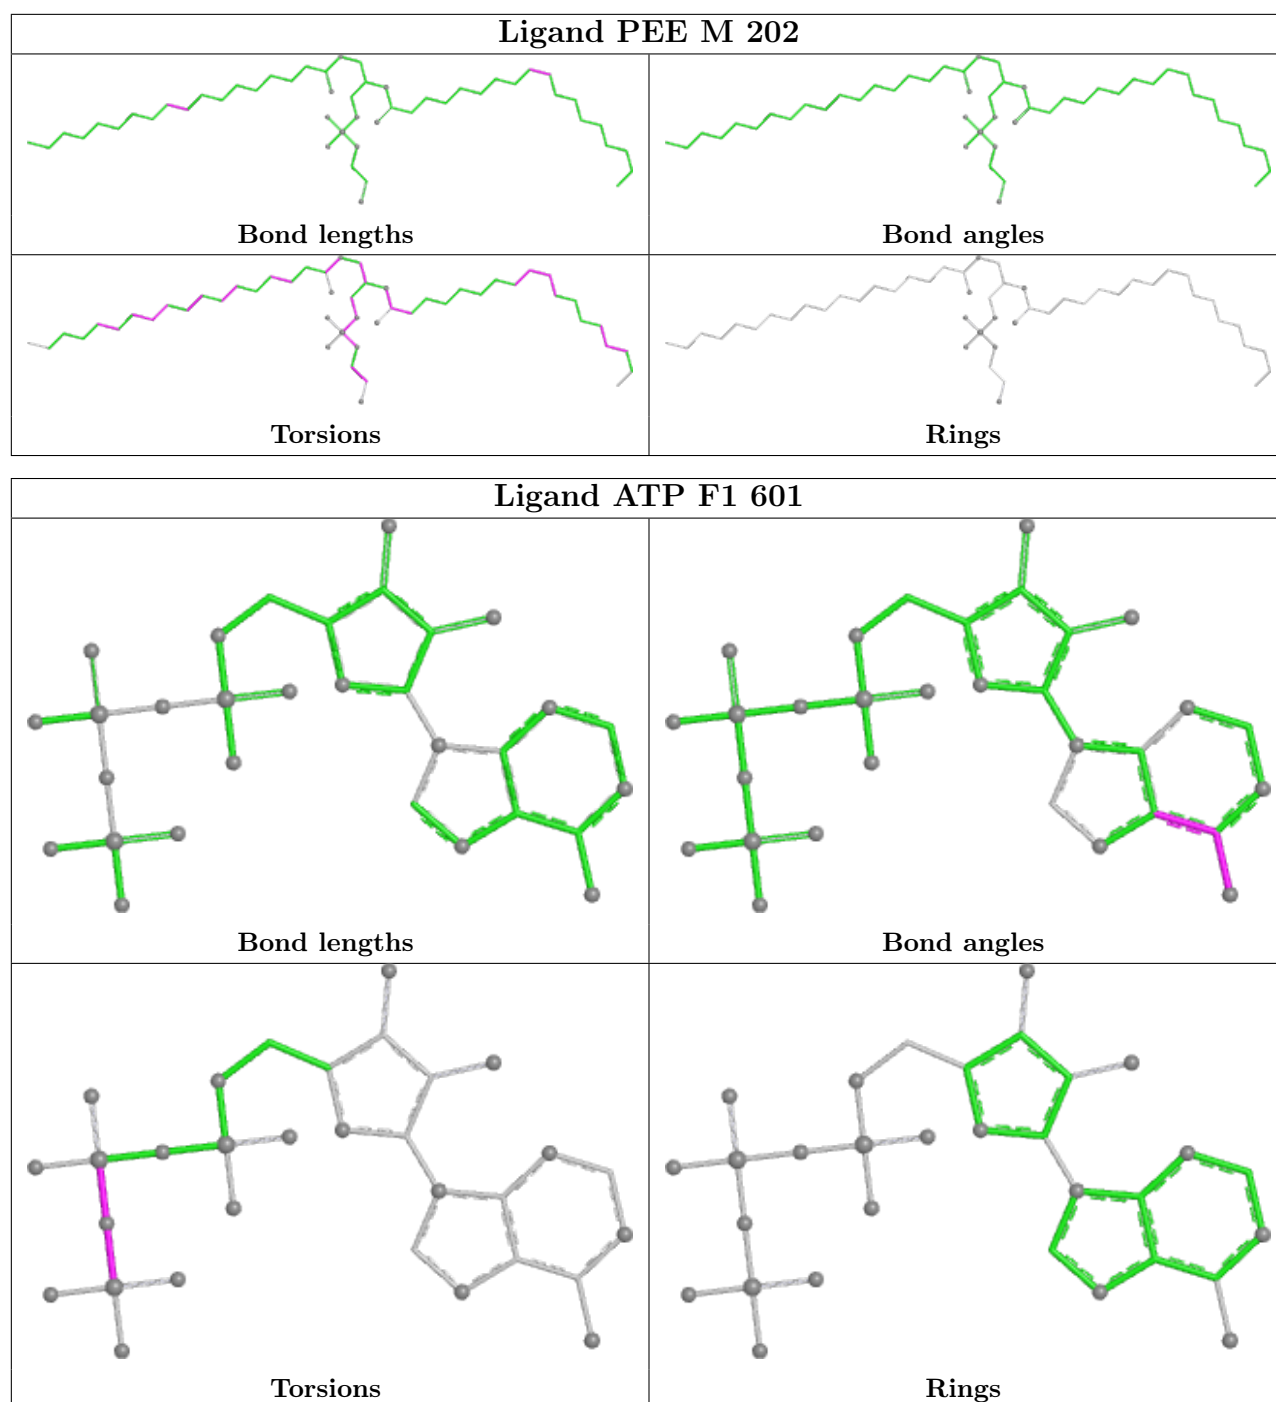 Ligand PEE M 202
Bond lengths
Bond angles
Torsions
Rings
Ligand ATP F1 601
Bond lengths
Bond angles
Torsions
Rings